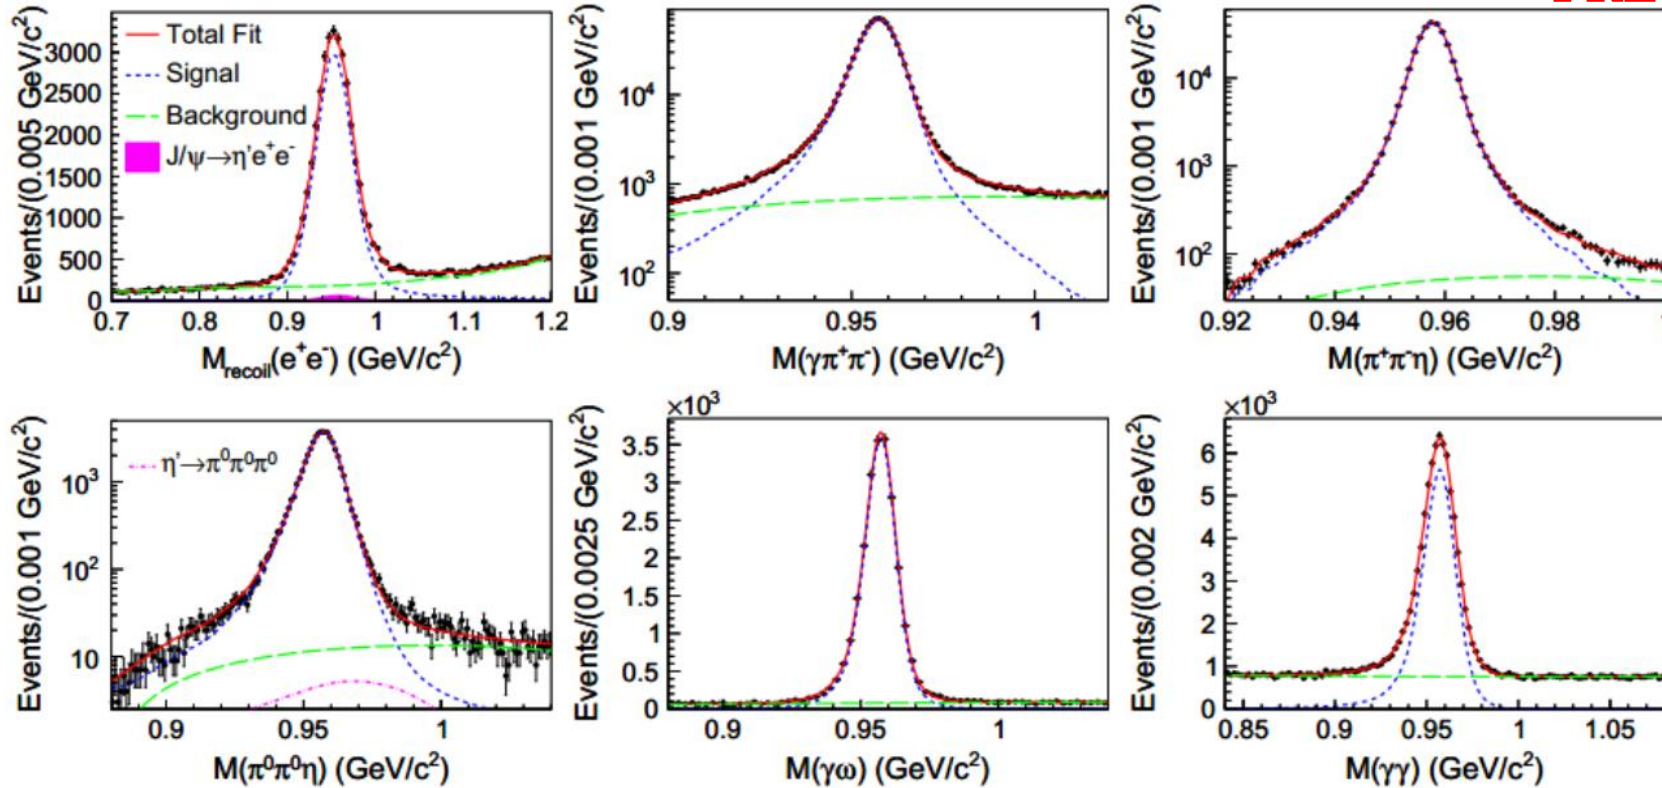 Events/(0.005 GeV/c²)
3000
2500
2000
1500
1000
500
0
Total Fit
Signal
Background
J/ψ→η'e⁺e⁻
0.7 0.8 0.9 1 1.1 1.2
M_recoil(e⁺e⁻) (GeV/c²)
Events/(0.001 GeV/c²)
10⁴
10³
10²
0.9 0.95 1
M(γπ⁺π⁻) (GeV/c²)
Events/(0.001 GeV/c²)
10⁴
10³
10²
0.92 0.94 0.96 0.98
M(π⁺π⁻η) (GeV/c²)
Events/(0.001 GeV/c²)
10³
10²
10
η'→π⁰π⁰π⁰
0.9 0.95 1
M(π⁰π⁰η) (GeV/c²)
×10³
Events/(0.0025 GeV/c²)
3.5
3
2.5
2
1.5
1
0.5
0
0.9 0.95 1
M(γω) (GeV/c²)
×10³
Events/(0.002 GeV/c²)
6
5
4
3
2
1
0
0.85 0.9 0.95 1 1.05
M(γγ) (GeV/c²)